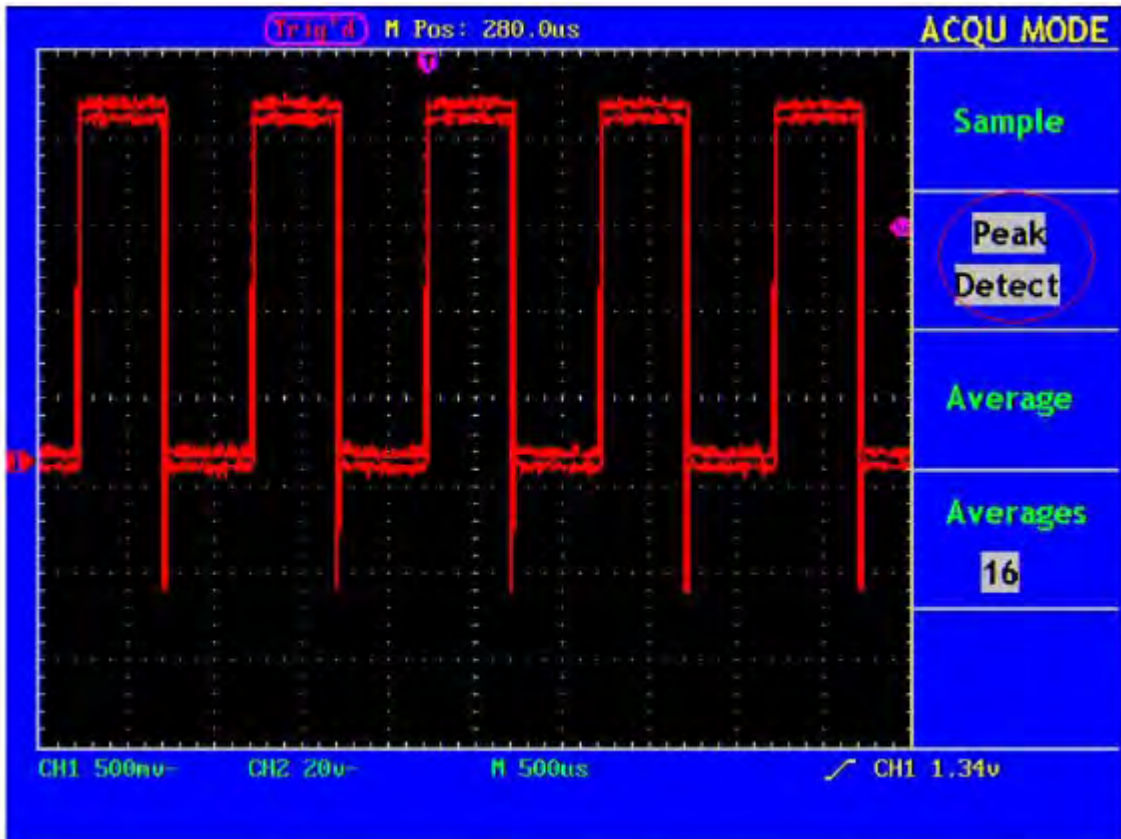 Trig'd M Pos: 280.0us
ACQU MODE
T
Sample
Peak
Detect
Average
Averages
16
1
CH1 500mv- CH2 20v- M 500us CH1 1.34v